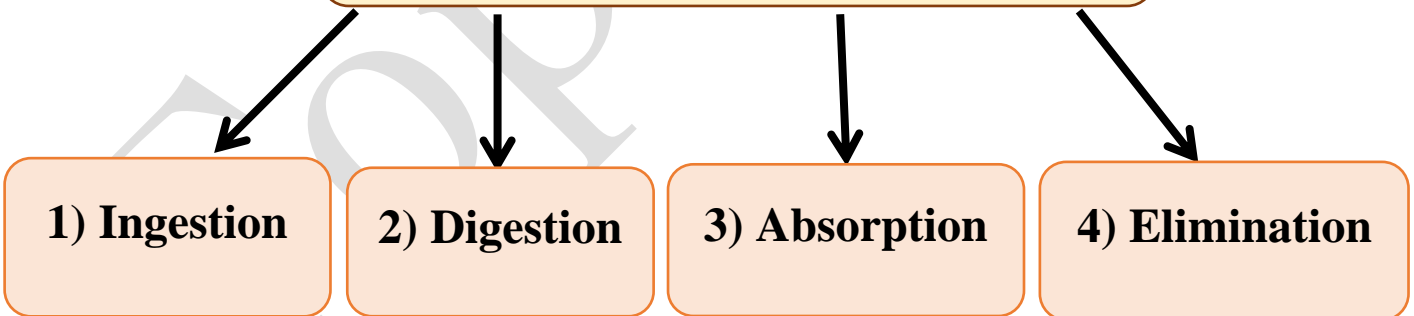 1) Ingestion
2) Digestion
3) Absorption
4) Elimination